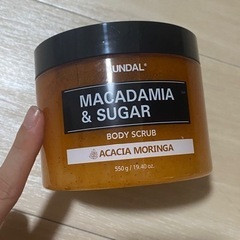 KUNDAL®
MACADAMIA
& SUGAR
BODY SCRUB
ACACIA MORINGA
550g / 19.40 oz.